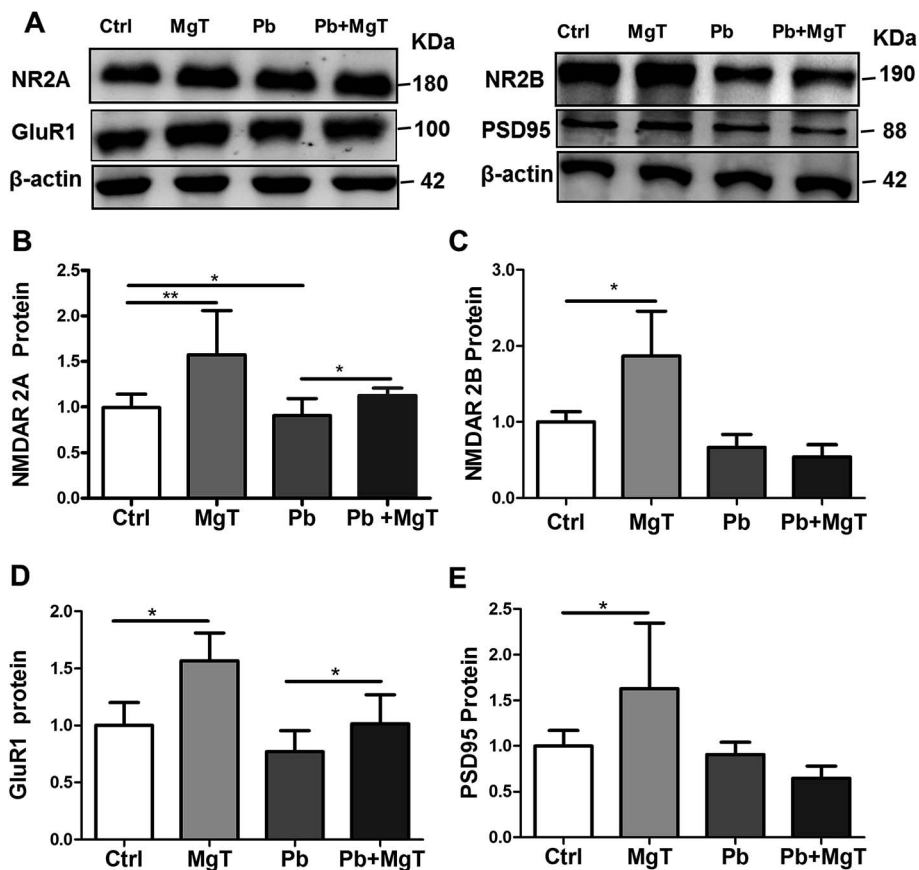 A
Ctrl MgT Pb Pb+MgT
KDa
NR2A
180
GluR1
100
β-actin
42
Ctrl MgT Pb Pb+MgT
KDa
NR2B
190
PSD95
88
β-actin
42
B
NMDAR 2A Protein
2.5
2.0
1.5
1.0
0.5
0.0
*
**
*
Ctrl MgT Pb Pb +MgT
C
NMDAR 2B Protein
3.0
2.0
1.0
0.0
*
Ctrl MgT Pb Pb+MgT
D
GluR1 protein
2.0
1.5
1.0
0.5
0.0
*
*
Ctrl MgT Pb Pb+MgT
E
PSD95 Protein
2.5
2.0
1.5
1.0
0.5
0.0
*
Ctrl MgT Pb Pb+MgT